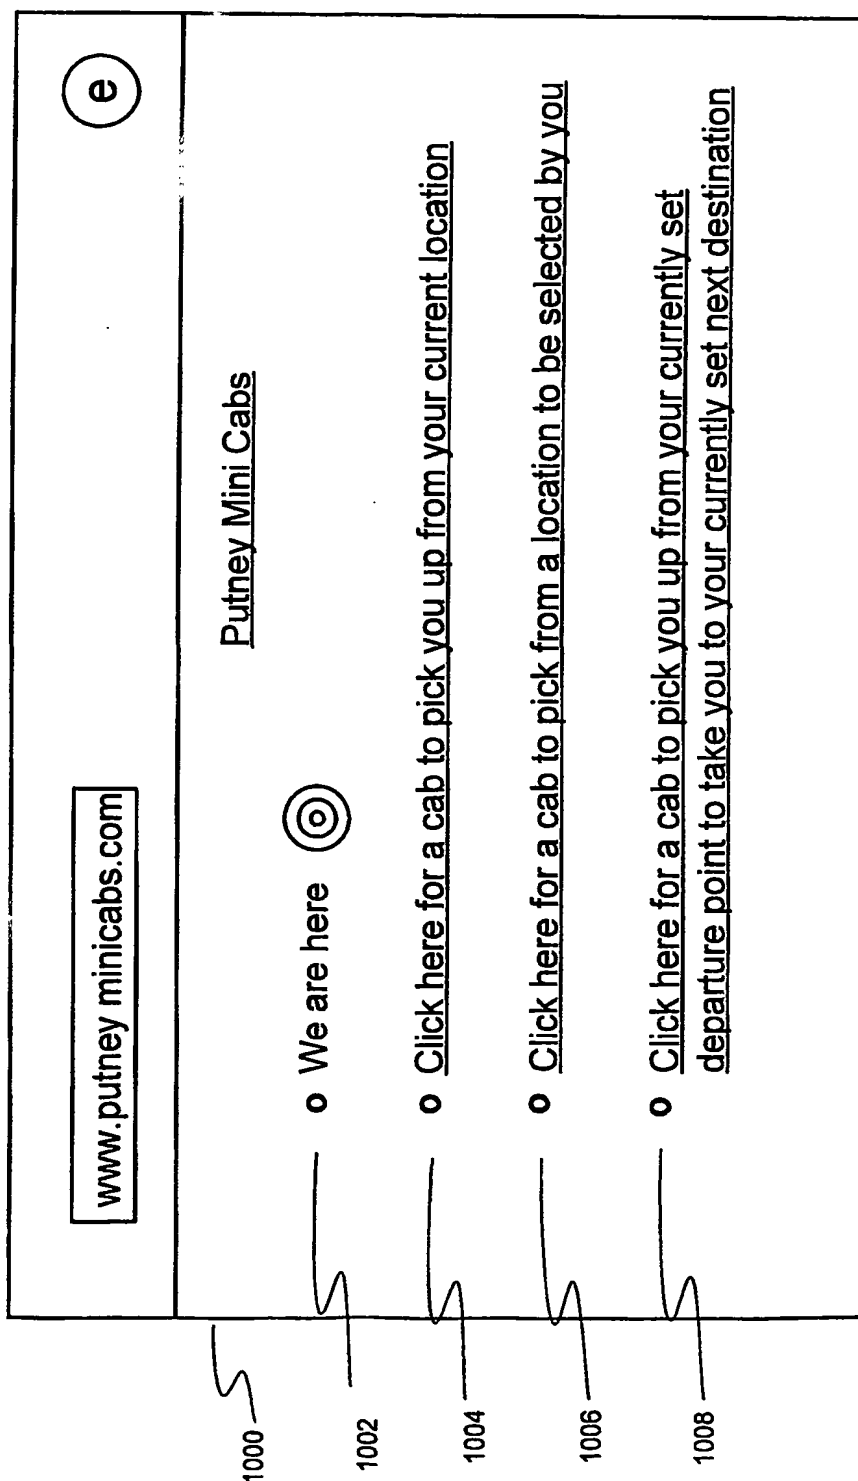 www.putney minicabs.com
e
Putney Mini Cabs
o We are here
o Click here for a cab to pick you up from your current location
o Click here for a cab to pick from a location to be selected by you
o Click here for a cab to pick you up from your currently set
departure point to take you to your currently set next destination
1000
1002
1004
1006
1008